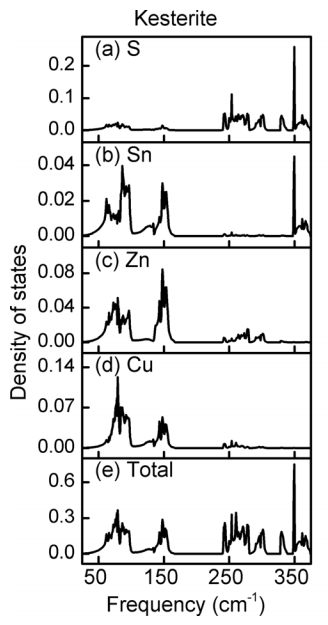 Kesterite
(a) S
0.2
0.1
0.0
(b) Sn
0.04
0.02
0.00
(c) Zn
0.08
0.04
0.00
(d) Cu
0.14
0.07
0.00
(e) Total
0.6
0.3
0.0
Density of states
50 150 250 350
Frequency (cm⁻¹)